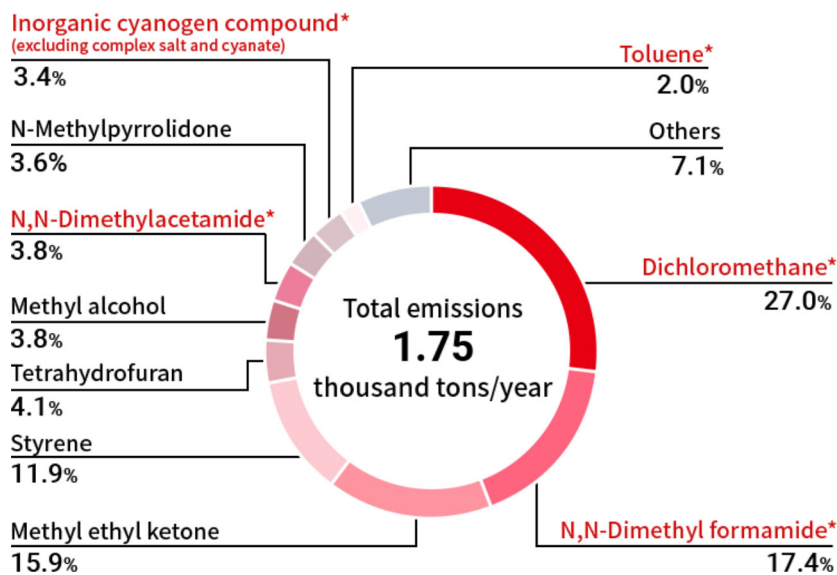 Inorganic cyanogen compound*
(excluding complex salt and cyanate)
3.4%
N-Methylpyrrolidone
3.6%
N,N-Dimethylacetamide*
3.8%
Methyl alcohol
3.8%
Tetrahydrofuran
4.1%
Styrene
11.9%
Methyl ethyl ketone
15.9%
Total emissions
1.75
thousand tons/year
Toluene*
2.0%
Others
7.1%
Dichloromethane*
27.0%
N,N-Dimethyl formamide*
17.4%